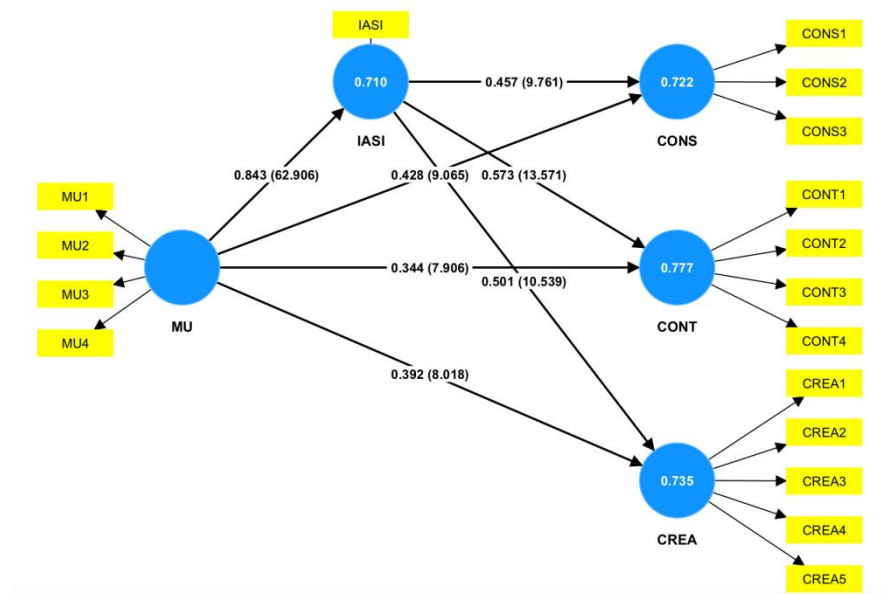 IASI
CONS1
0.710
0.457 (9.761)
0.722
CONS2
IASI
CONS
CONS3
0.843 (62.906)
0.428 (9.065)
0.573 (13.571)
MU1
CONT1
MU2
CONT2
0.344 (7.906)
0.777
0.501 (10.539)
MU3
CONT3
MU
CONT
MU4
CONT4
0.392 (8.018)
CREA1
CREA2
0.735
CREA3
CREA
CREA4
CREA5